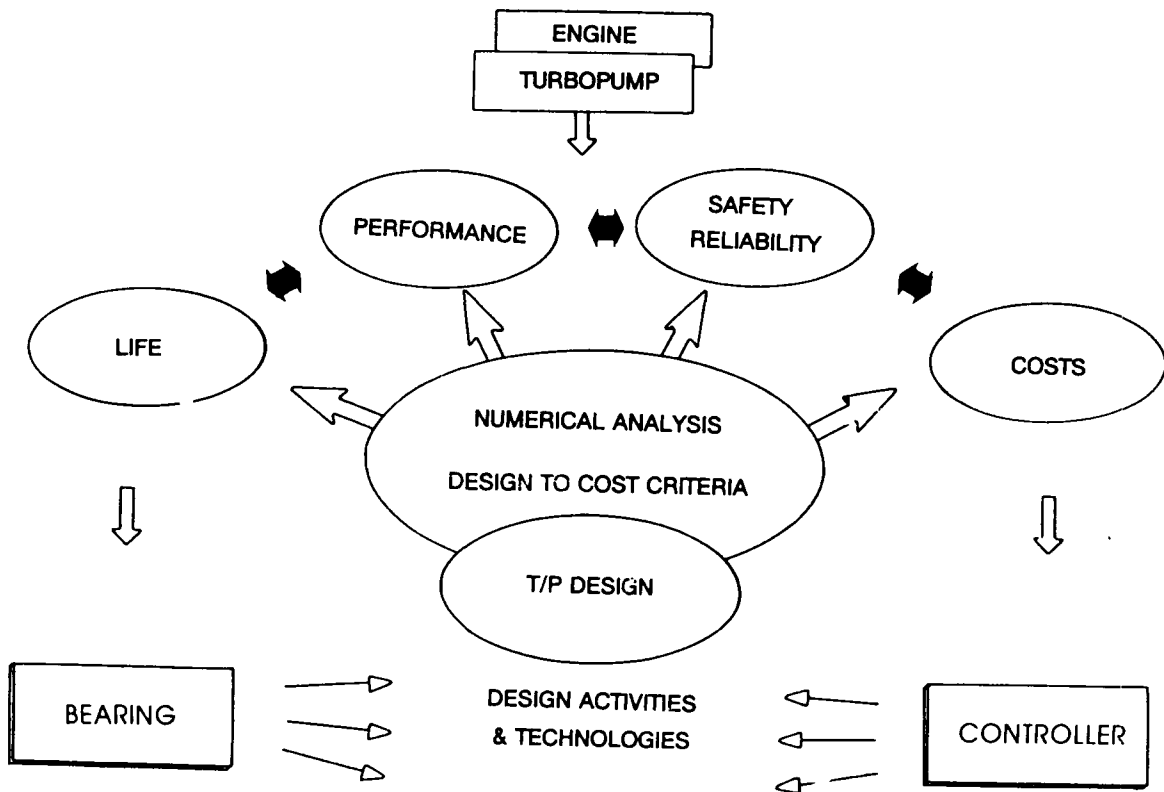 ENGINE
TURBOPUMP
PERFORMANCE
SAFETY
RELIABILITY
LIFE
COSTS
NUMERICAL ANALYSIS
DESIGN TO COST CRITERIA
T/P DESIGN
BEARING
DESIGN ACTIVITIES
& TECHNOLOGIES
CONTROLLER